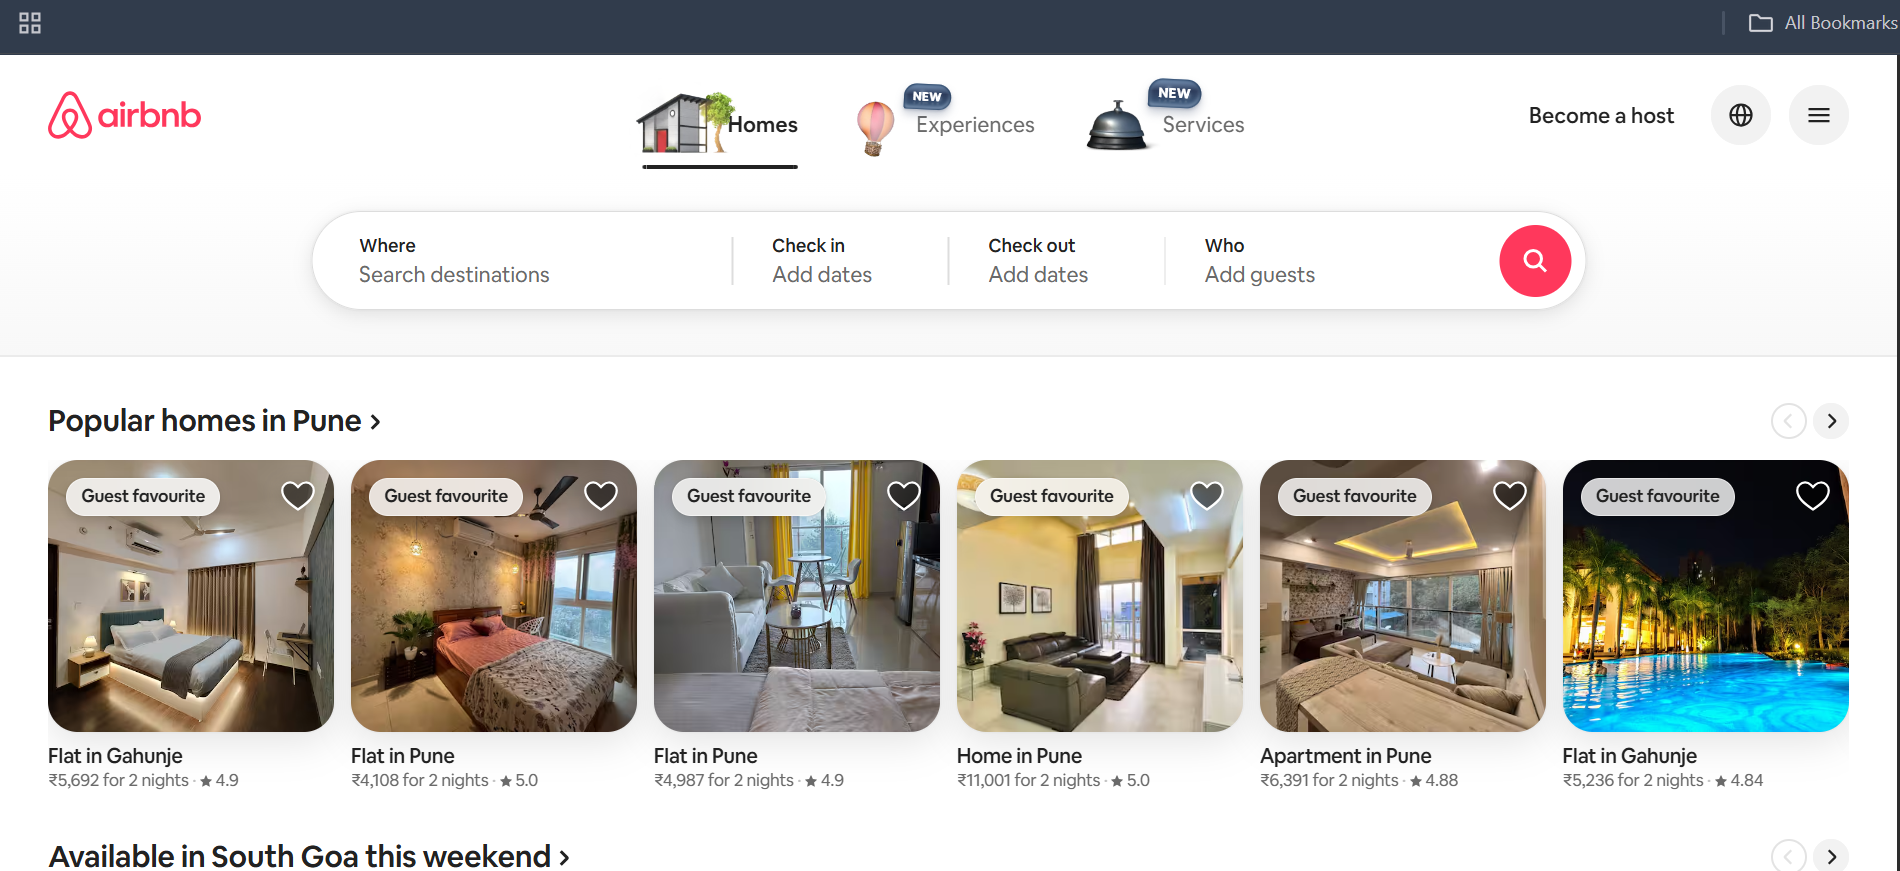 All Bookmarks
airbnb
Homes
NEW
Experiences
NEW
Services
Become a host
Where
Search destinations
Check in
Add dates
Check out
Add dates
Who
Add guests
Popular homes in Pune
Guest favourite
Flat in Gahunje
₹5,692 for 2 nights · ★ 4.9
Guest favourite
Flat in Pune
₹4,108 for 2 nights · ★ 5.0
Guest favourite
Flat in Pune
₹4,987 for 2 nights · ★ 4.9
Guest favourite
Home in Pune
₹11,001 for 2 nights · ★ 5.0
Guest favourite
Apartment in Pune
₹6,391 for 2 nights · ★ 4.88
Guest favourite
Flat in Gahunje
₹5,236 for 2 nights · ★ 4.84
Available in South Goa this weekend